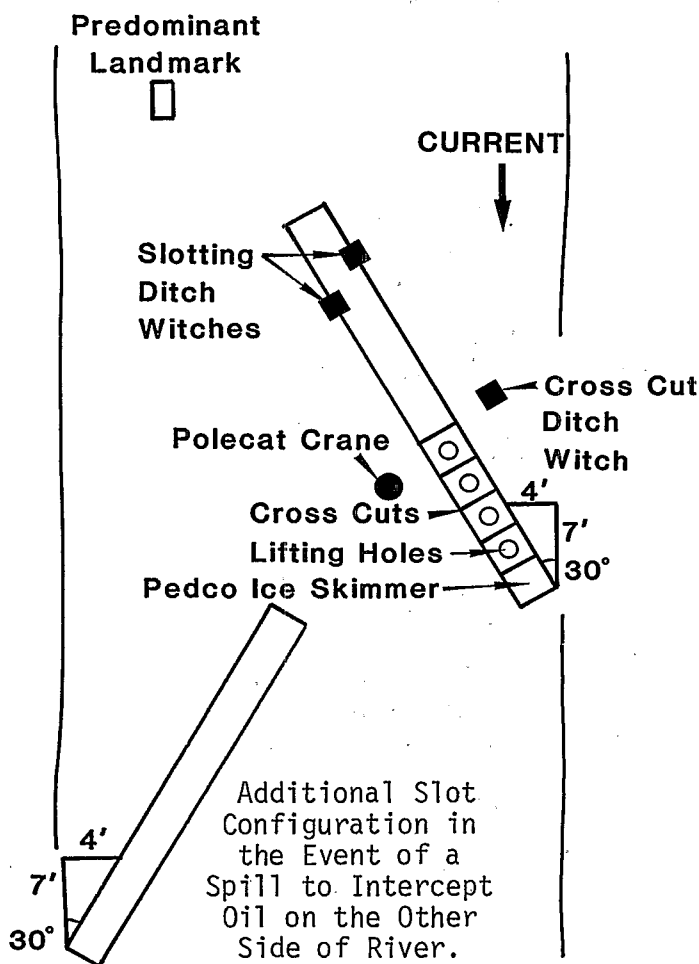 Predominant
Landmark
CURRENT
Slotting
Ditch
Witches
Cross Cut
Ditch
Witch
Polecat Crane
4'
Cross Cuts
7'
Lifting Holes
30°
Pedco Ice Skimmer
Additional Slot
Configuration in
the Event of a
Spill to Intercept
Oil on the Other
Side of River.
4'
7'
30°